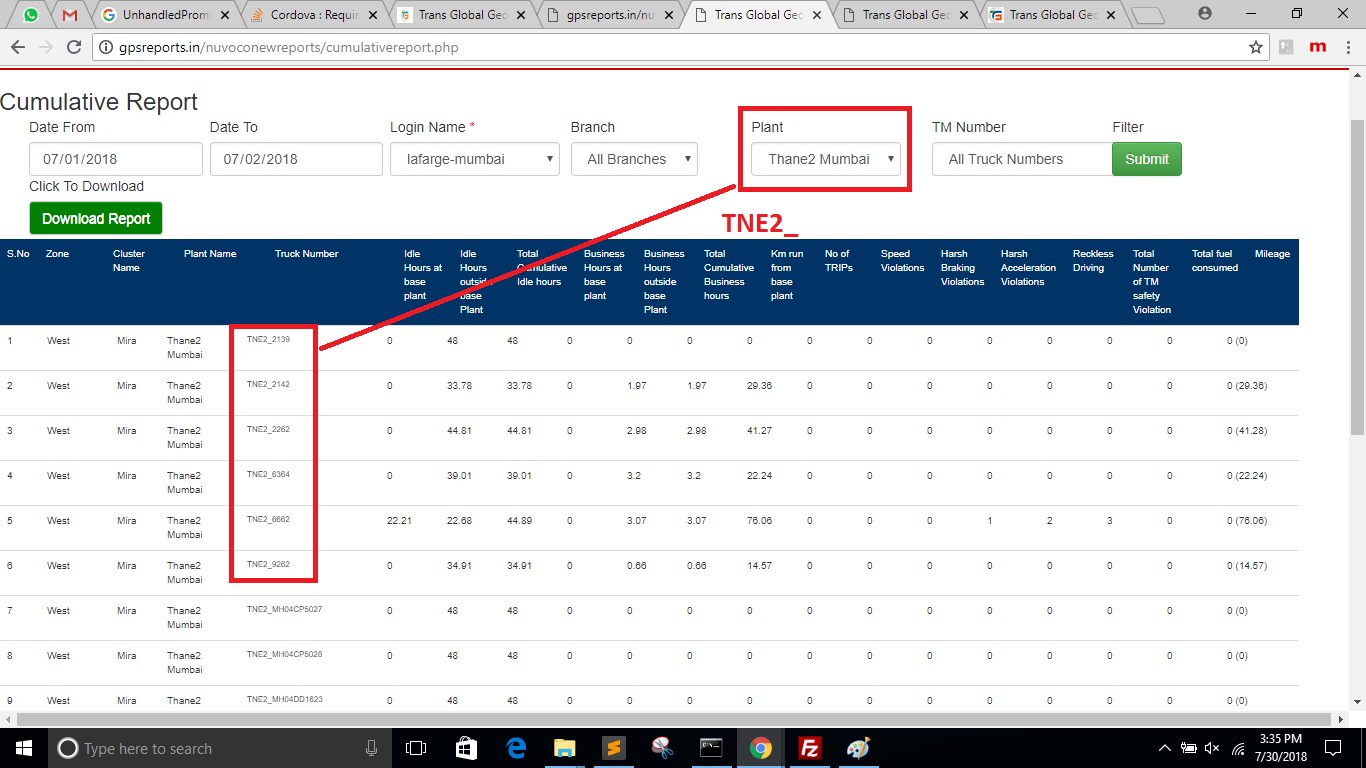 UnhandledProm
Cordova : Requir
Trans Global Geo
gpsreports.in/nu
Trans Global Geo
Trans Global Geo
Trans Global Geo
gpsreports.in/nuvoconewreports/cumulativereport.php
m
Cumulative Report
Date From Date To Login Name * Branch Plant TM Number Filter
07/01/2018 07/02/2018 lafarge-mumbai All Branches Thane2 Mumbai All Truck Numbers Submit
Click To Download
Download Report
TNE2_
S.No Zone Cluster Name Plant Name Truck Number Idle Hours at base plant Idle Hours outside base Plant Total Cumulative Idle hours Business Hours at base plant Business Hours outside base Plant Total Cumulative Business hours Km run from base plant No of TRIPs Speed Violations Harsh Braking Violations Harsh Acceleration Violations Reckless Driving Total Number of TM safety Violation Total fuel consumed Mileage
1 West Mira Thane2 Mumbai TNE2_2139 0 48 48 0 0 0 0 0 0 0 0 0 0 0 0 (0)
2 West Mira Thane2 Mumbai TNE2_2142 0 33.78 33.78 0 1.97 1.97 29.36 0 0 0 0 0 0 0 0 (29.36)
3 West Mira Thane2 Mumbai TNE2_2262 0 44.81 44.81 0 2.98 2.98 41.27 0 0 0 0 0 0 0 0 (41.28)
4 West Mira Thane2 Mumbai TNE2_6364 0 39.01 39.01 0 3.2 3.2 22.24 0 0 0 0 0 0 0 0 (22.24)
5 West Mira Thane2 Mumbai TNE2_6662 22.21 22.68 44.89 0 3.07 3.07 76.06 0 0 0 1 2 3 0 0 (76.06)
6 West Mira Thane2 Mumbai TNE2_9262 0 34.91 34.91 0 0.66 0.66 14.57 0 0 0 0 0 0 0 0 (14.57)
7 West Mira Thane2 Mumbai TNE2_MH04CP5027 0 48 48 0 0 0 0 0 0 0 0 0 0 0 0 (0)
8 West Mira Thane2 Mumbai TNE2_MH04CP5028 0 48 48 0 0 0 0 0 0 0 0 0 0 0 0 (0)
9 West Mira Thane2 TNE2_MH04DD1623 0 48 48 0 0 0 0 0 0 0 0 0 0 0 0 (0)
Type here to search
3:35 PM
7/30/2018